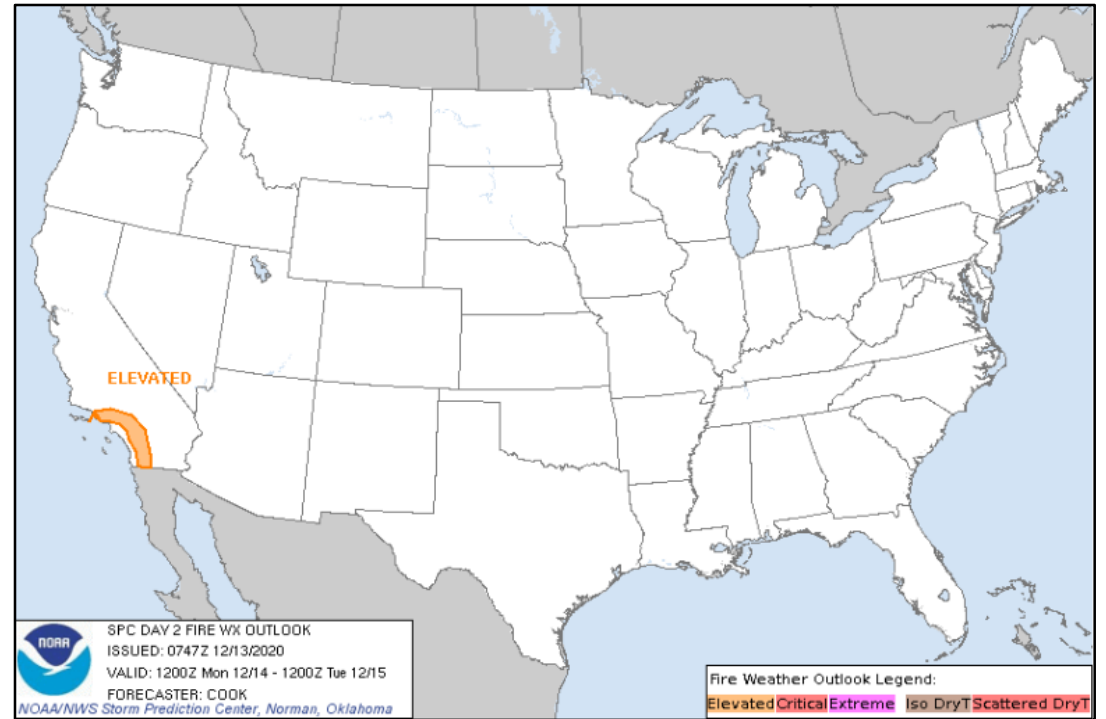 ELEVATED
NOAA
SPC DAY 2 FIRE WX OUTLOOK
ISSUED: 0747Z 12/13/2020
VALID: 1200Z Mon 12/14 - 1200Z Tue 12/15
FORECASTER: COOK
NOAA/NWS Storm Prediction Center, Norman, Oklahoma
Fire Weather Outlook Legend:
Elevated Critical Extreme Iso DryT Scattered DryT